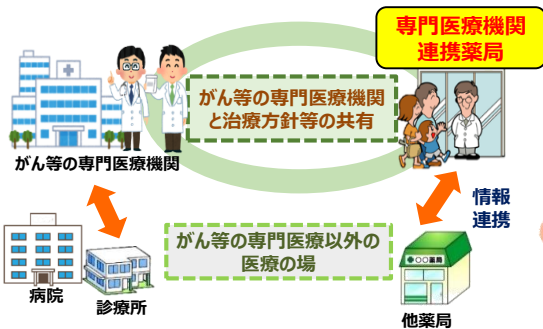 専門医療機関
連携薬局
がん等の専門医療機関
と治療方針等の共有
がん等の専門医療機関
情報
連携
がん等の専門医療以外の
医療の場
○○薬局
病院
診療所
他薬局